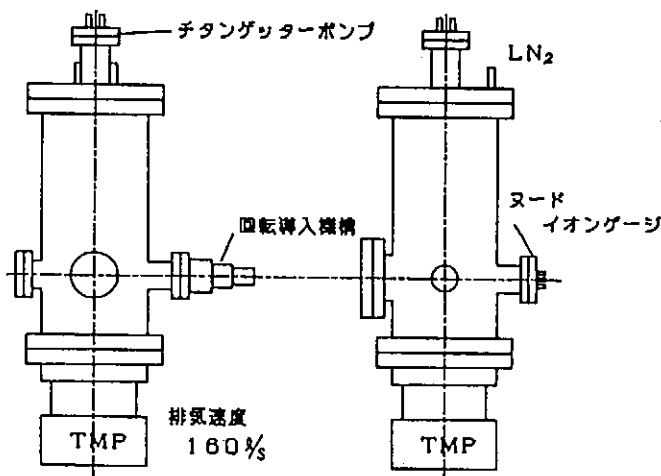 チタンゲッターポンプ
LN₂
ヌード
イオンゲージ
回転導入機構
排気速度
160ℓ/s
TMP
TMP